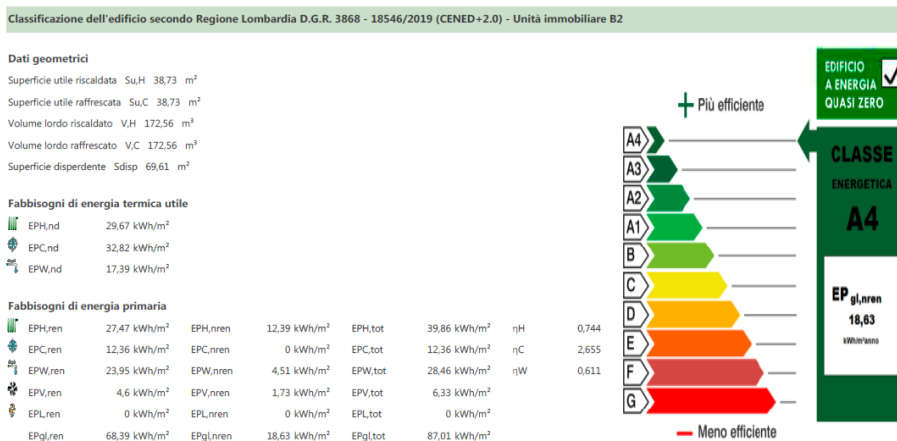 Classificazione dell'edificio secondo Regione Lombardia D.G.R. 3868 - 18546/2019 (CENED+2.0) - Unità immobiliare B2
Dati geometrici
Superficie utile riscaldata Su,H 38,73 m²
Superficie utile raffrescata Su,C 38,73 m²
Volume lordo riscaldato V,H 172,56 m³
Volume lordo raffrescato V,C 172,56 m³
Superficie disperdente Sdisp 69,61 m²
Fabbisogni di energia termica utile
EPH,nd 29,67 kWh/m²
EPC,nd 32,82 kWh/m²
EPW,nd 17,39 kWh/m²
Fabbisogni di energia primaria
EPH,ren 27,47 kWh/m² EPH,nren 12,39 kWh/m² EPH,tot 39,86 kWh/m² ηH 0,744
EPC,ren 12,36 kWh/m² EPC,nren 0 kWh/m² EPC,tot 12,36 kWh/m² ηC 2,655
EPW,ren 23,95 kWh/m² EPW,nren 4,51 kWh/m² EPW,tot 28,46 kWh/m² ηW 0,611
EPV,ren 4,6 kWh/m² EPV,nren 1,73 kWh/m² EPV,tot 6,33 kWh/m²
EPL,ren 0 kWh/m² EPL,nren 0 kWh/m² EPL,tot 0 kWh/m²
EPgl,ren 68,39 kWh/m² EPgl,nren 18,63 kWh/m² EPgl,tot 87,01 kWh/m²
Più efficiente
A4
A3
A2
A1
B
C
D
E
F
G
Meno efficiente
EDIFICIO
A ENERGIA
QUASI ZERO
CLASSE
ENERGETICA
A4
EP gl,nren
18,63
kWh/m²anno